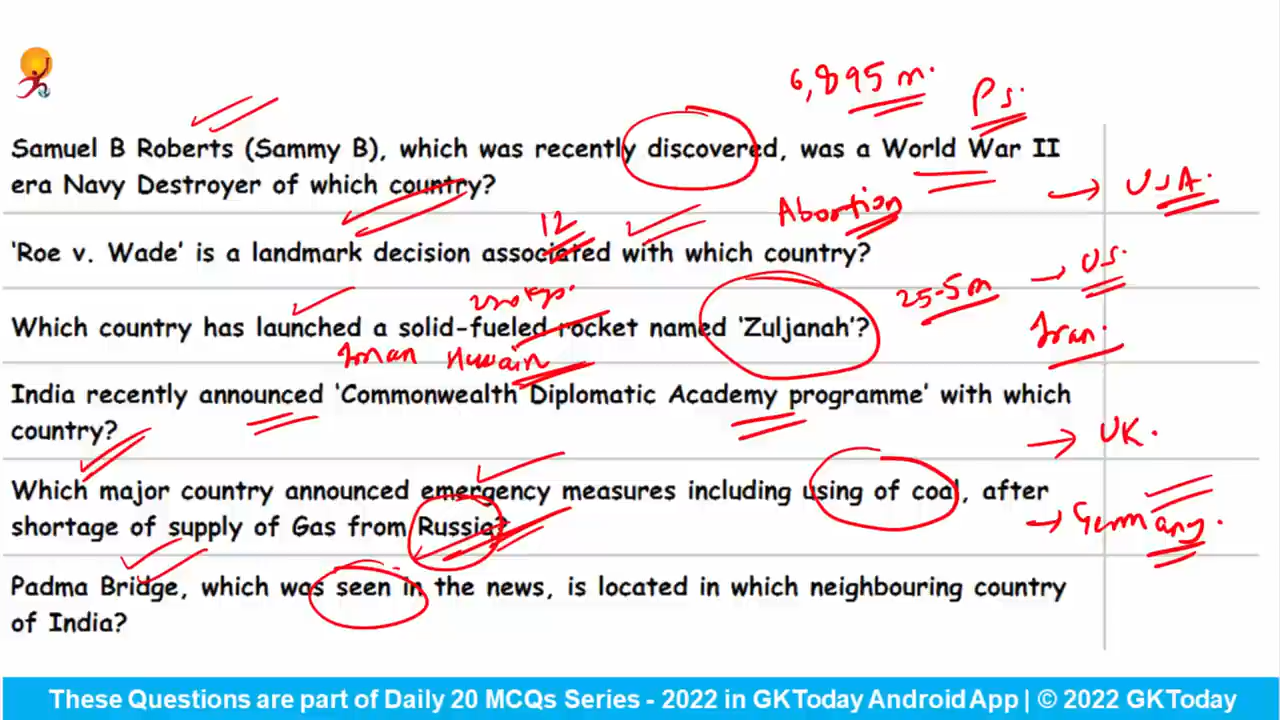 6,895 m.
Ps.
Samuel B Roberts (Sammy B), which was recently discovered, was a World War II
era Navy Destroyer of which country?
→ USA.
Abortion
12
'Roe v. Wade' is a landmark decision associated with which country?
→ US.
25.5m
Which country has launched a solid-fueled rocket named 'Zuljanah'?
Iran.
Imam Hussain
India recently announced 'Commonwealth Diplomatic Academy programme' with which
country?
→ UK.
Which major country announced emergency measures including using of coal, after
shortage of supply of Gas from Russia?
→ Germany.
Padma Bridge, which was seen in the news, is located in which neighbouring country
of India?
These Questions are part of Daily 20 MCQs Series - 2022 in GKToday Android App | © 2022 GKToday